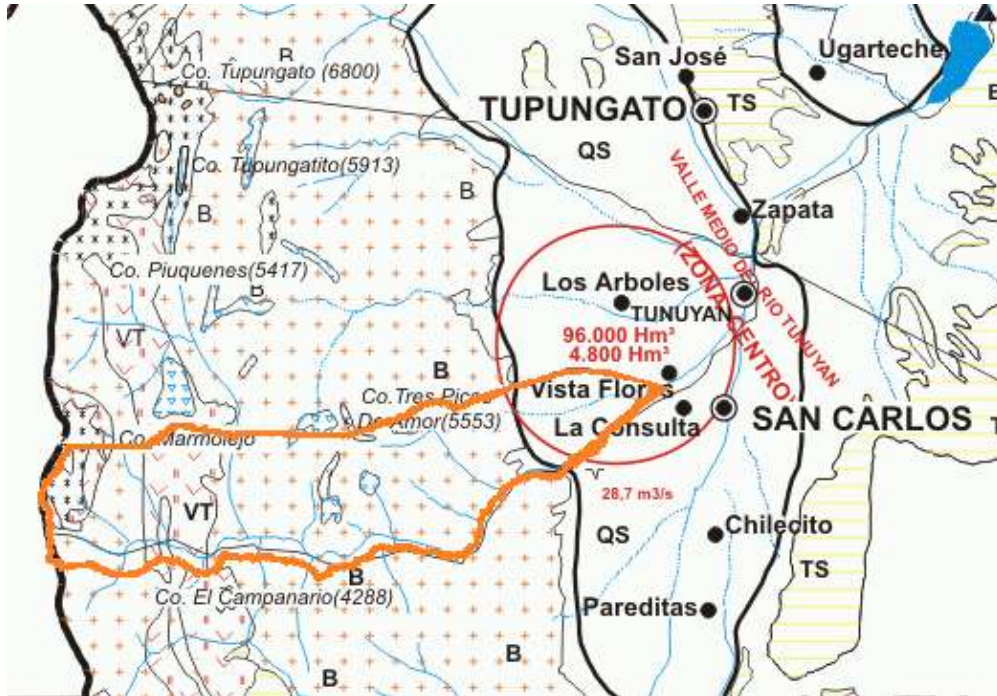 B
Co. Tupungato (6800)
San José
Ugarteche
TUPUNGATO
TS
QS
Co. Tupungatito(5913)
B
B
VALLE MEDIO DEL RIO TUNUYAN
Zapata
Co. Piuquenes(5417)
B
ZONA CENTRO
Los Arboles
TUNUYAN
VT
96.000 Hm³
4.800 Hm³
B
Co. Tres Picos
Vista Flores
De Amor(5553)
SAN CARLOS
La Consulta
Co. Marmolejo
28,7 m3/s
VT
Chilecito
QS
TS
B
Co. El Campanario(4288)
Pareditas
B
B